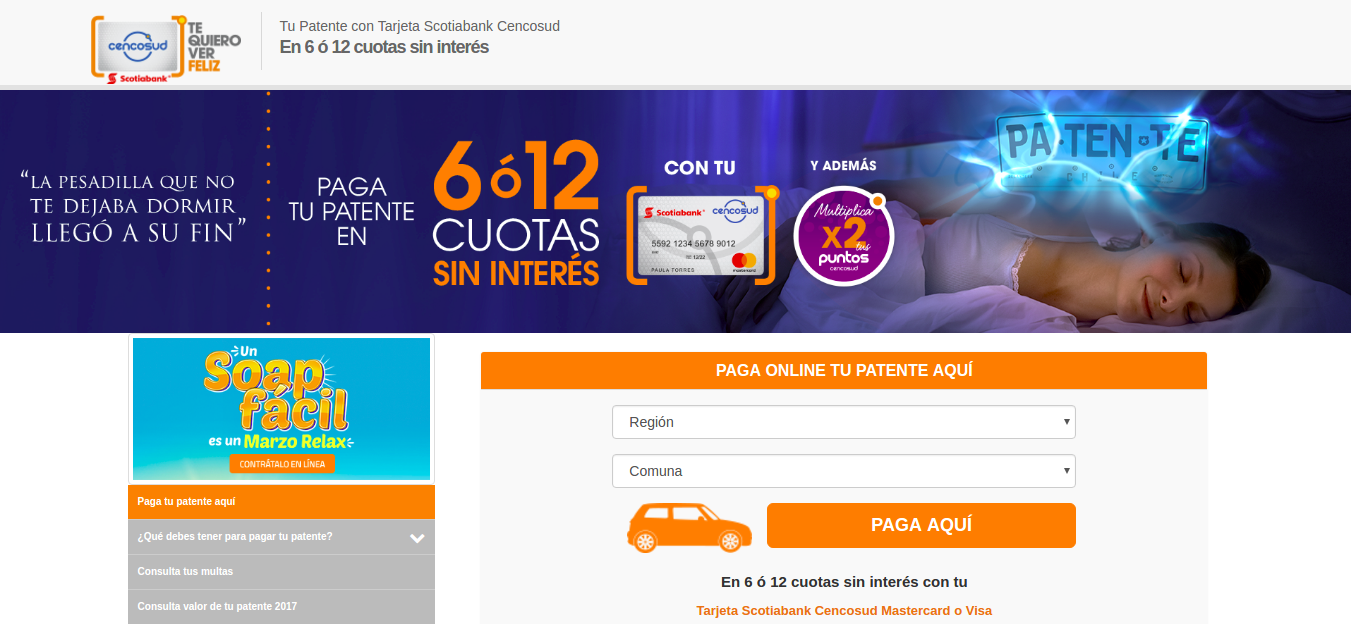 cencosud
Scotiabank
TE
QUIERO
VER
FELIZ
Tu Patente con Tarjeta Scotiabank Cencosud
En 6 ó 12 cuotas sin interés
“LA PESADILLA QUE NO
TE DEJABA DORMIR
LLEGÓ A SU FIN”
PAGA
TU PATENTE
EN
6 ó 12
CUOTAS
SIN INTERÉS
CON TU
Scotiabank cencosud
5592 1234 5678 9012
12/22
PAULA TORRES
mastercard
Y ADEMÁS
Multiplica
x2
tus
puntos
cencosud
PA·TEN TE
CHILE
Un
Soap
fácil
es un Marzo Relax
CONTRÁTALO EN LÍNEA
Paga tu patente aquí
¿Qué debes tener para pagar tu patente?
Consulta tus multas
Consulta valor de tu patente 2017
PAGA ONLINE TU PATENTE AQUÍ
Región
Comuna
PAGA AQUÍ
En 6 ó 12 cuotas sin interés con tu
Tarjeta Scotiabank Cencosud Mastercard o Visa